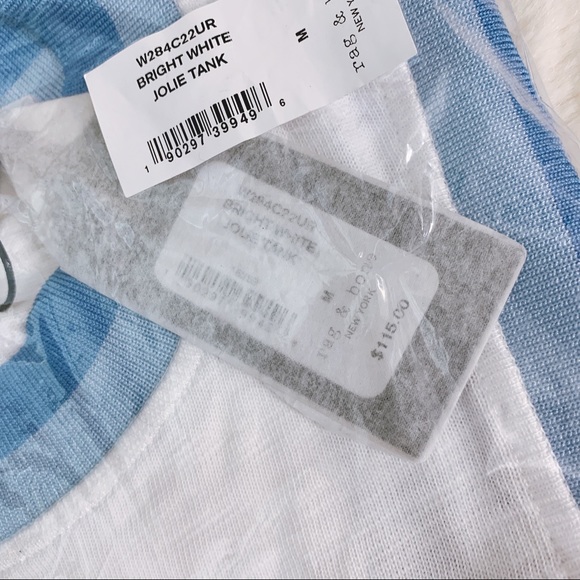 W284C22UR
BRIGHT WHITE
JOLIE TANK
M
rag &
NEW
1 90297 39949 6
W284C22UR
BRIGHT WHITE
JOLIE TANK
M
rag & bone
NEW YORK
$115.00